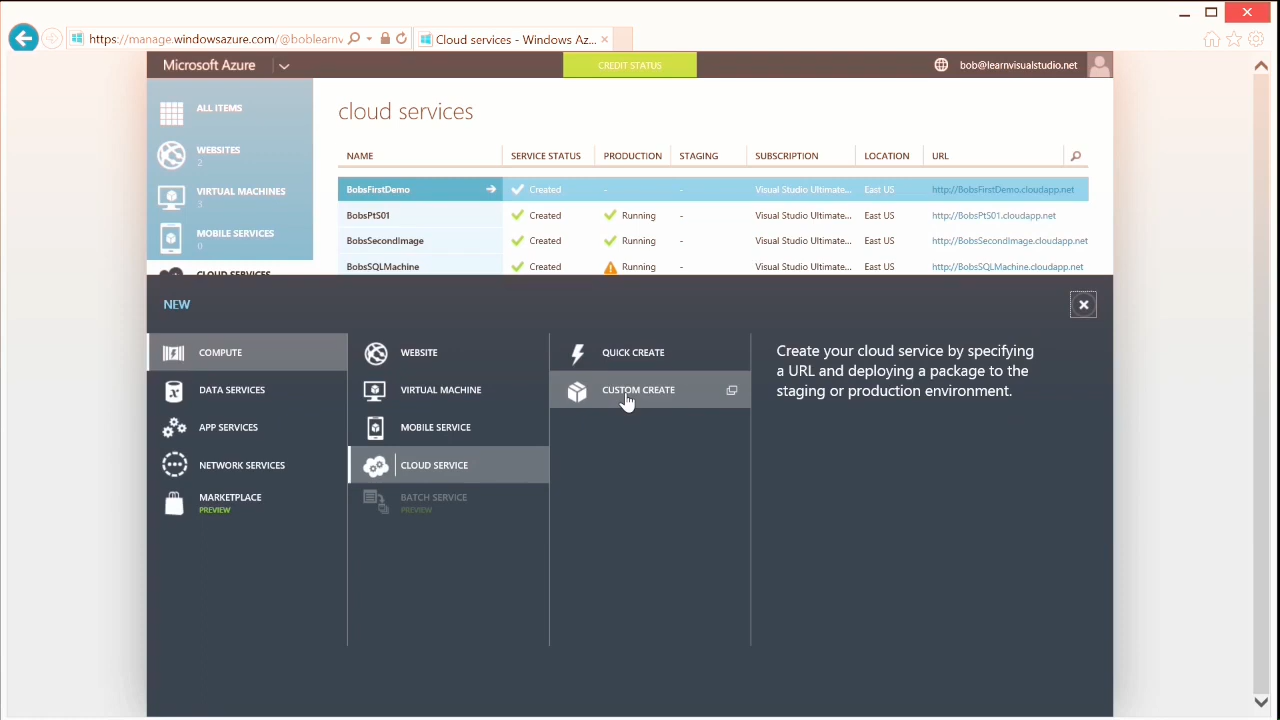 https://manage.windowsazure.com/@boblearnv
Cloud services - Windows Az...
Microsoft Azure
CREDIT STATUS
bob@learnvisualstudio.net
ALL ITEMS
WEBSITES
2
VIRTUAL MACHINES
3
MOBILE SERVICES
0
CLOUD SERVICES
cloud services
NAME SERVICE STATUS PRODUCTION STAGING SUBSCRIPTION LOCATION URL
BobsFirstDemo Created - - Visual Studio Ultimate... East US http://BobsFirstDemo.cloudapp.net
BobsPtS01 Created Running - Visual Studio Ultimate... East US http://BobsPtS01.cloudapp.net
BobsSecondImage Created Running - Visual Studio Ultimate... East US http://BobsSecondImage.cloudapp.net
BobsSQLMachine Created Running - Visual Studio Ultimate... East US http://BobsSQLMachine.cloudapp.net
NEW
COMPUTE
DATA SERVICES
APP SERVICES
NETWORK SERVICES
MARKETPLACE
PREVIEW
WEBSITE
VIRTUAL MACHINE
MOBILE SERVICE
CLOUD SERVICE
BATCH SERVICE
PREVIEW
QUICK CREATE
CUSTOM CREATE
Create your cloud service by specifying
a URL and deploying a package to the
staging or production environment.